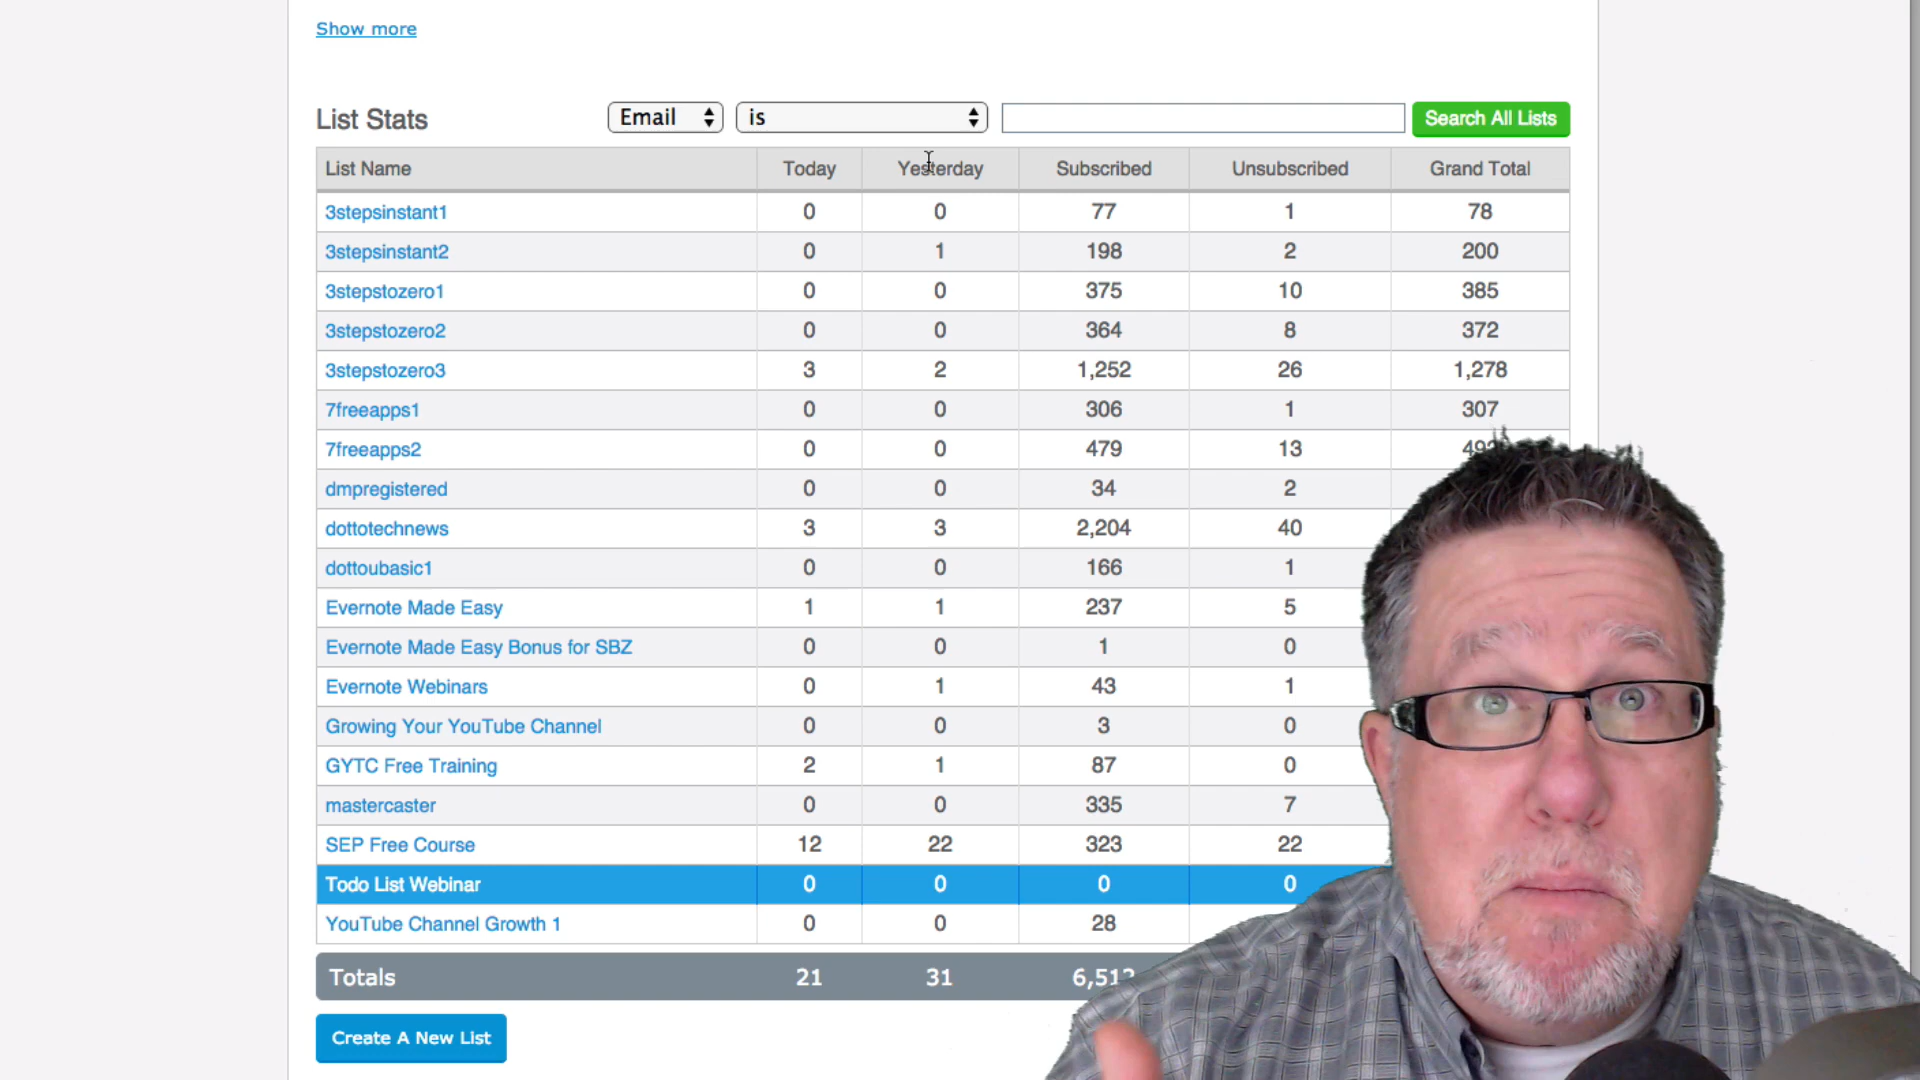 Show more
List Stats Email is Search All Lists
List Name Today Yesterday Subscribed Unsubscribed Grand Total
3stepsinstant1 0 0 77 1 78
3stepsinstant2 0 1 198 2 200
3stepstozero1 0 0 375 10 385
3stepstozero2 0 0 364 8 372
3stepstozero3 3 2 1,252 26 1,278
7freeapps1 0 0 306 1 307
7freeapps2 0 0 479 13
dmpregistered 0 0 34 2
dottotechnews 3 3 2,204 40
dottoubasic1 0 0 166 1
Evernote Made Easy 1 1 237 5
Evernote Made Easy Bonus for SBZ 0 0 1 0
Evernote Webinars 0 1 43 1
Growing Your YouTube Channel 0 0 3 0
GYTC Free Training 2 1 87 0
mastercaster 0 0 335 7
SEP Free Course 12 22 323 22
Todo List Webinar 0 0 0 0
YouTube Channel Growth 1 0 0 28
Totals 21 31 6,512
Create A New List